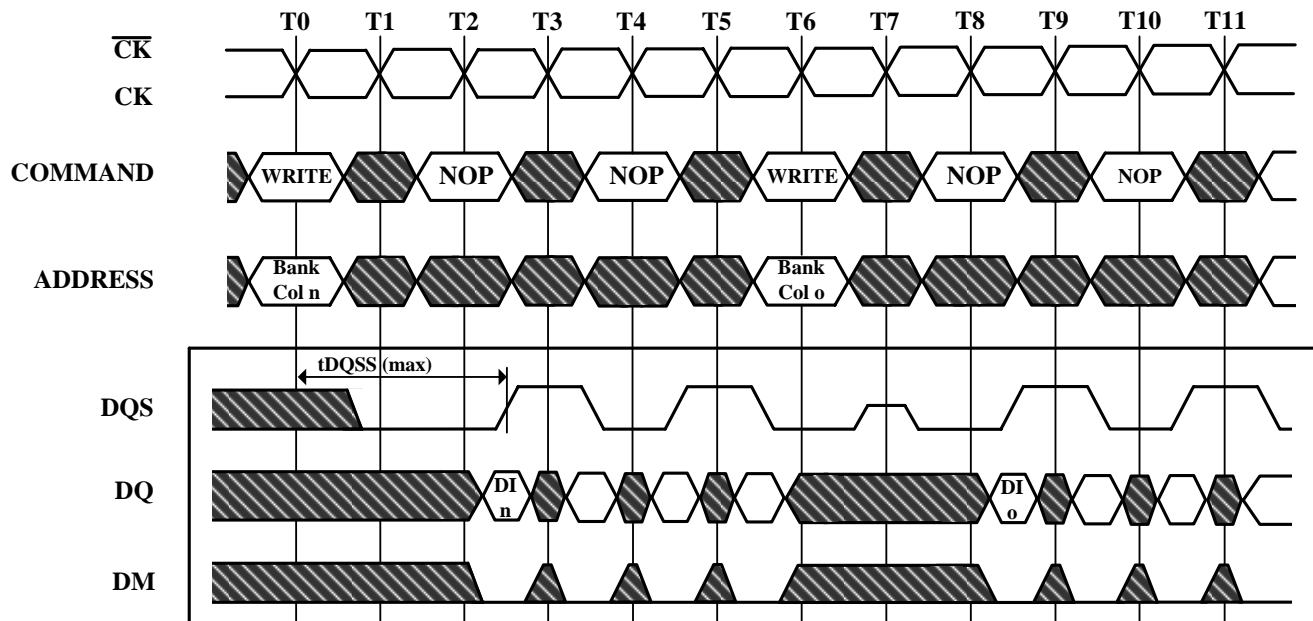 T0 T1 T2 T3 T4 T5 T6 T7 T8 T9 T10 T11
CK
CK
COMMAND WRITE NOP NOP WRITE NOP NOP
ADDRESS Bank Bank
Col n Col o
tDQSS (max)
DQS
DQ DI DI
n o
DM